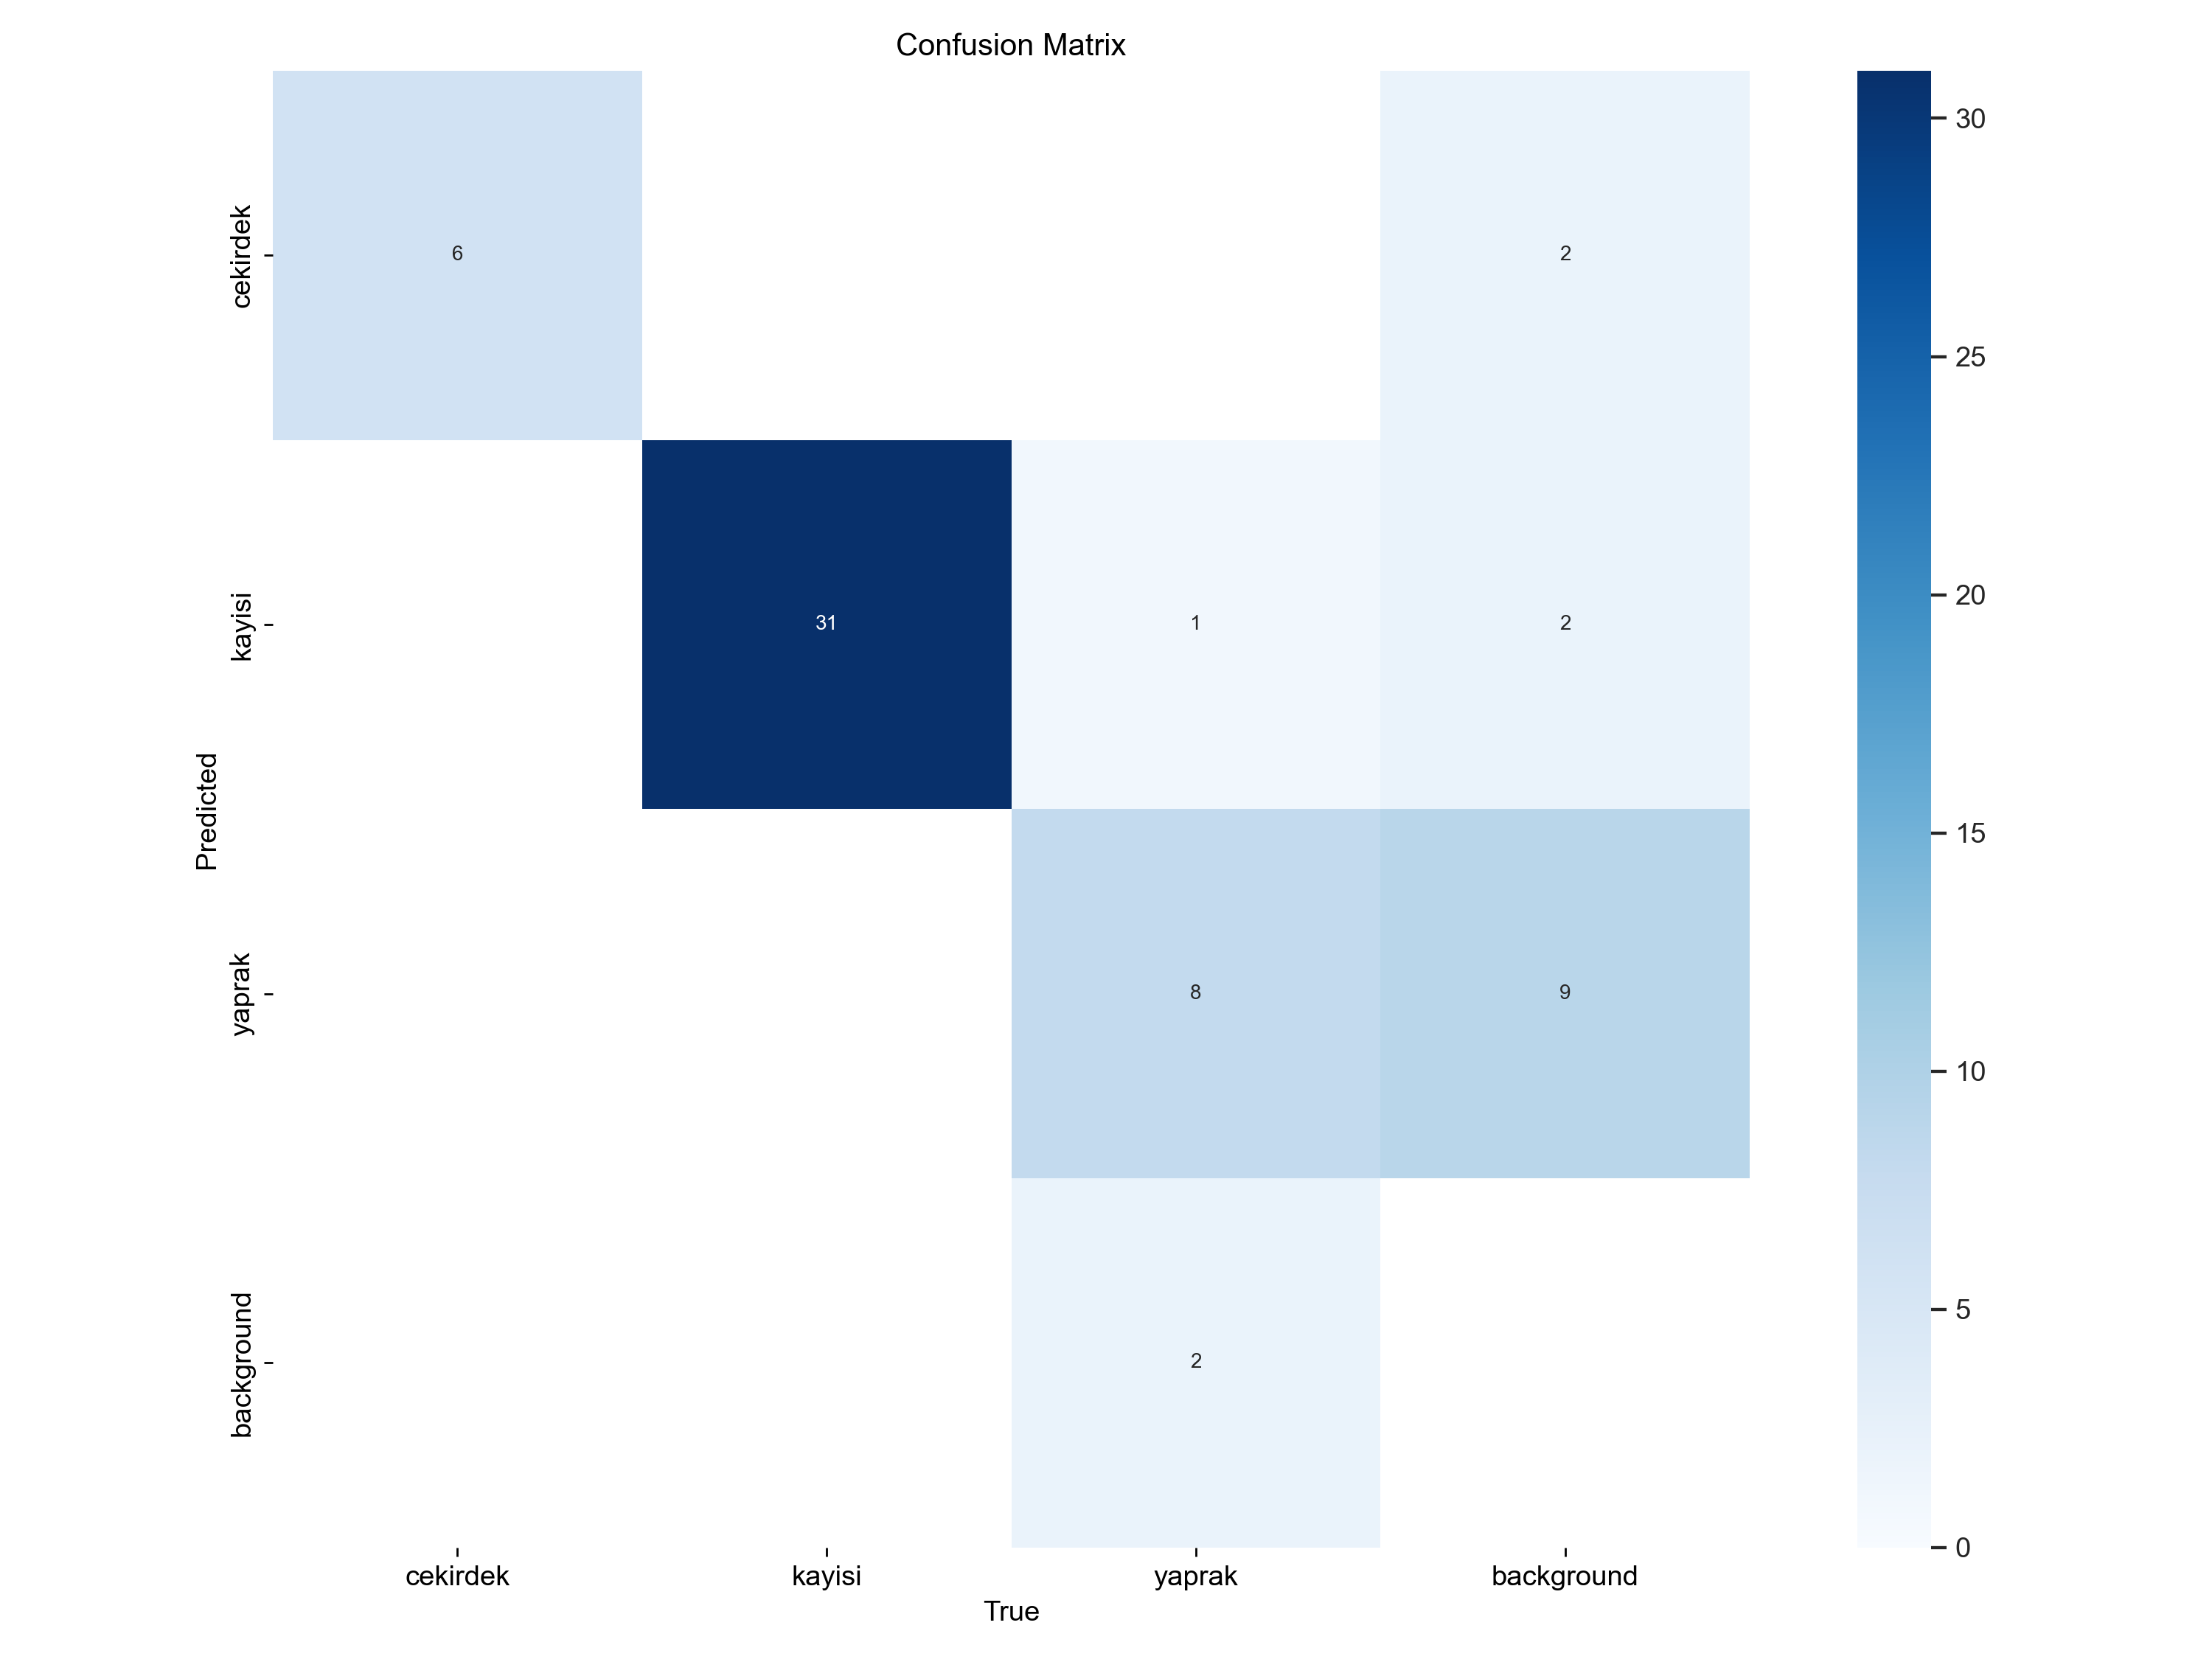 Confusion Matrix
cekirdek
6
2
kayisi
31
1
2
Predicted
yaprak
8
9
background
2
cekirdek
kayisi
yaprak
background
True
30
25
20
15
10
5
0